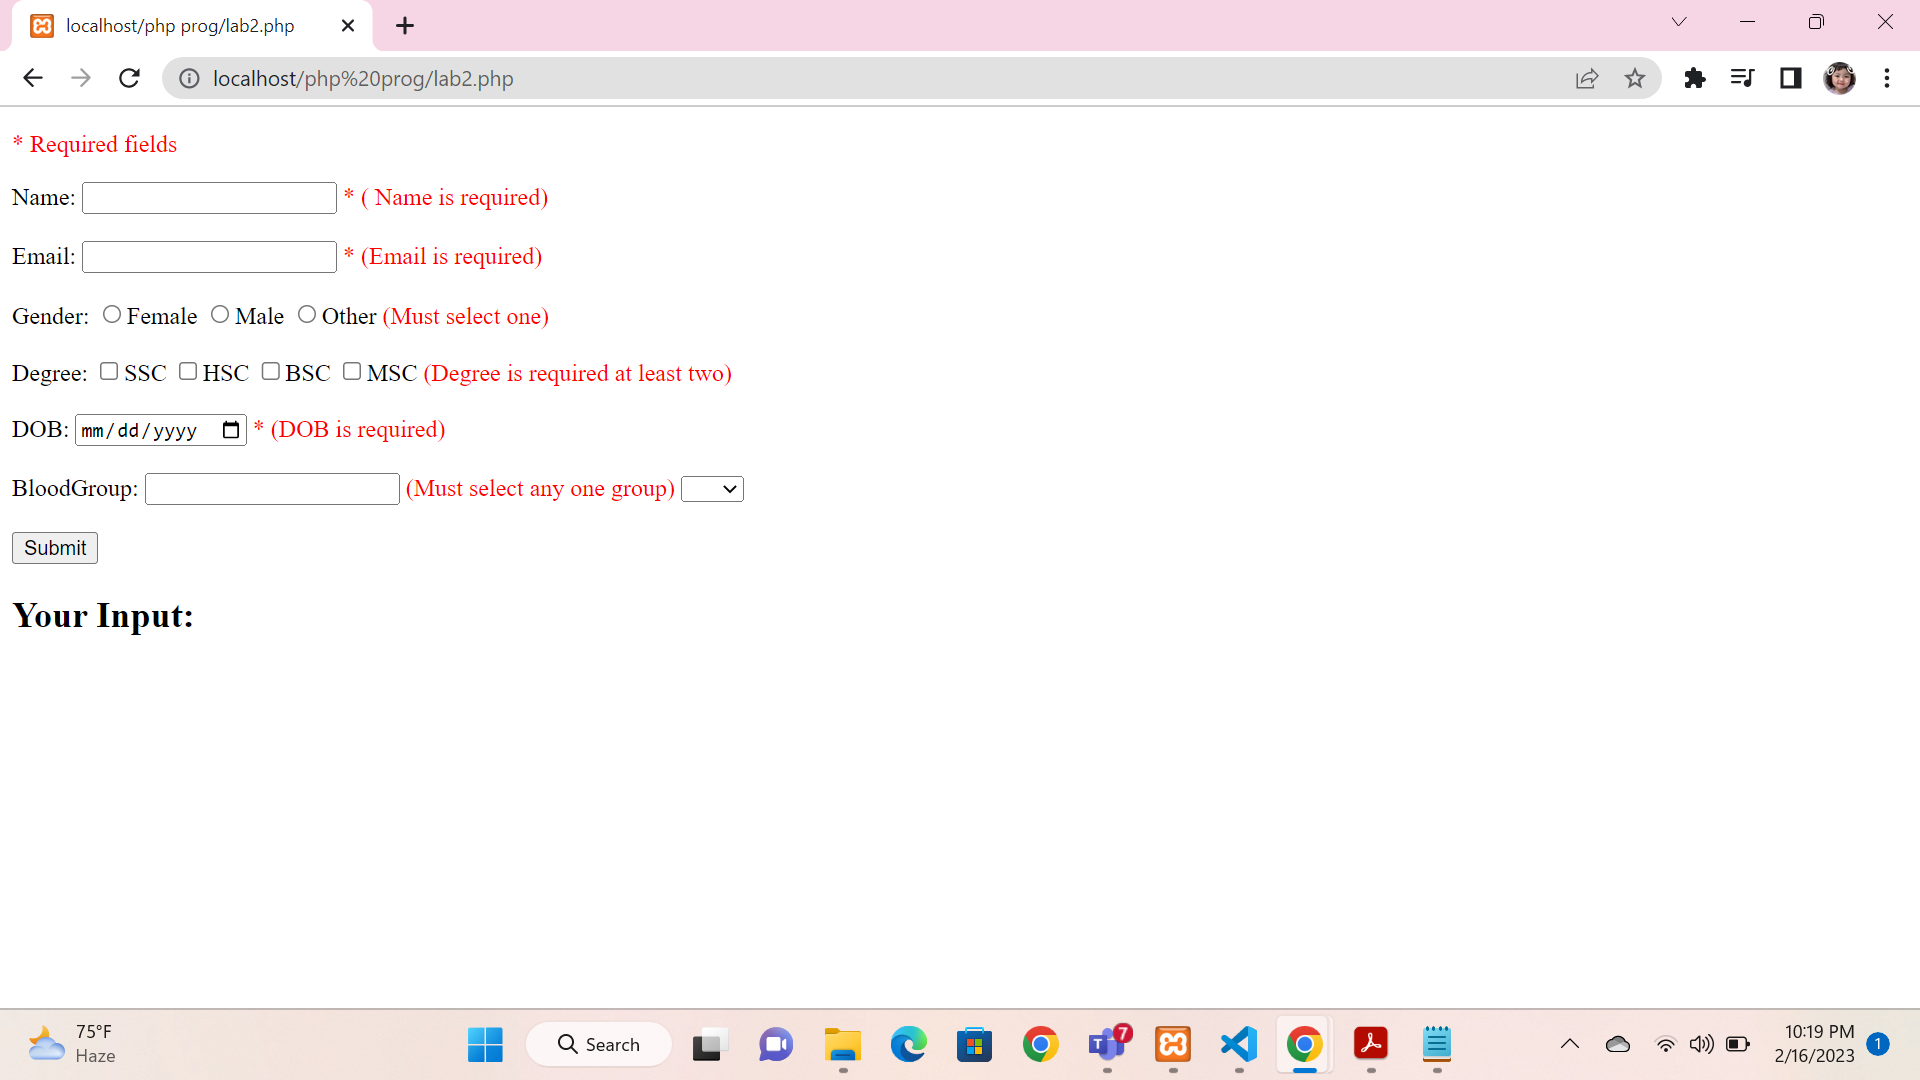 localhost/php prog/lab2.php
localhost/php%20prog/lab2.php
* Required fields
Name: * ( Name is required)
Email: * (Email is required)
Gender: Female Male Other (Must select one)
Degree: SSC HSC BSC MSC (Degree is required at least two)
DOB: mm/dd/yyyy * (DOB is required)
BloodGroup: (Must select any one group)
Submit
Your Input:
75°F
Haze
Search
T
7
10:19 PM
2/16/2023
1